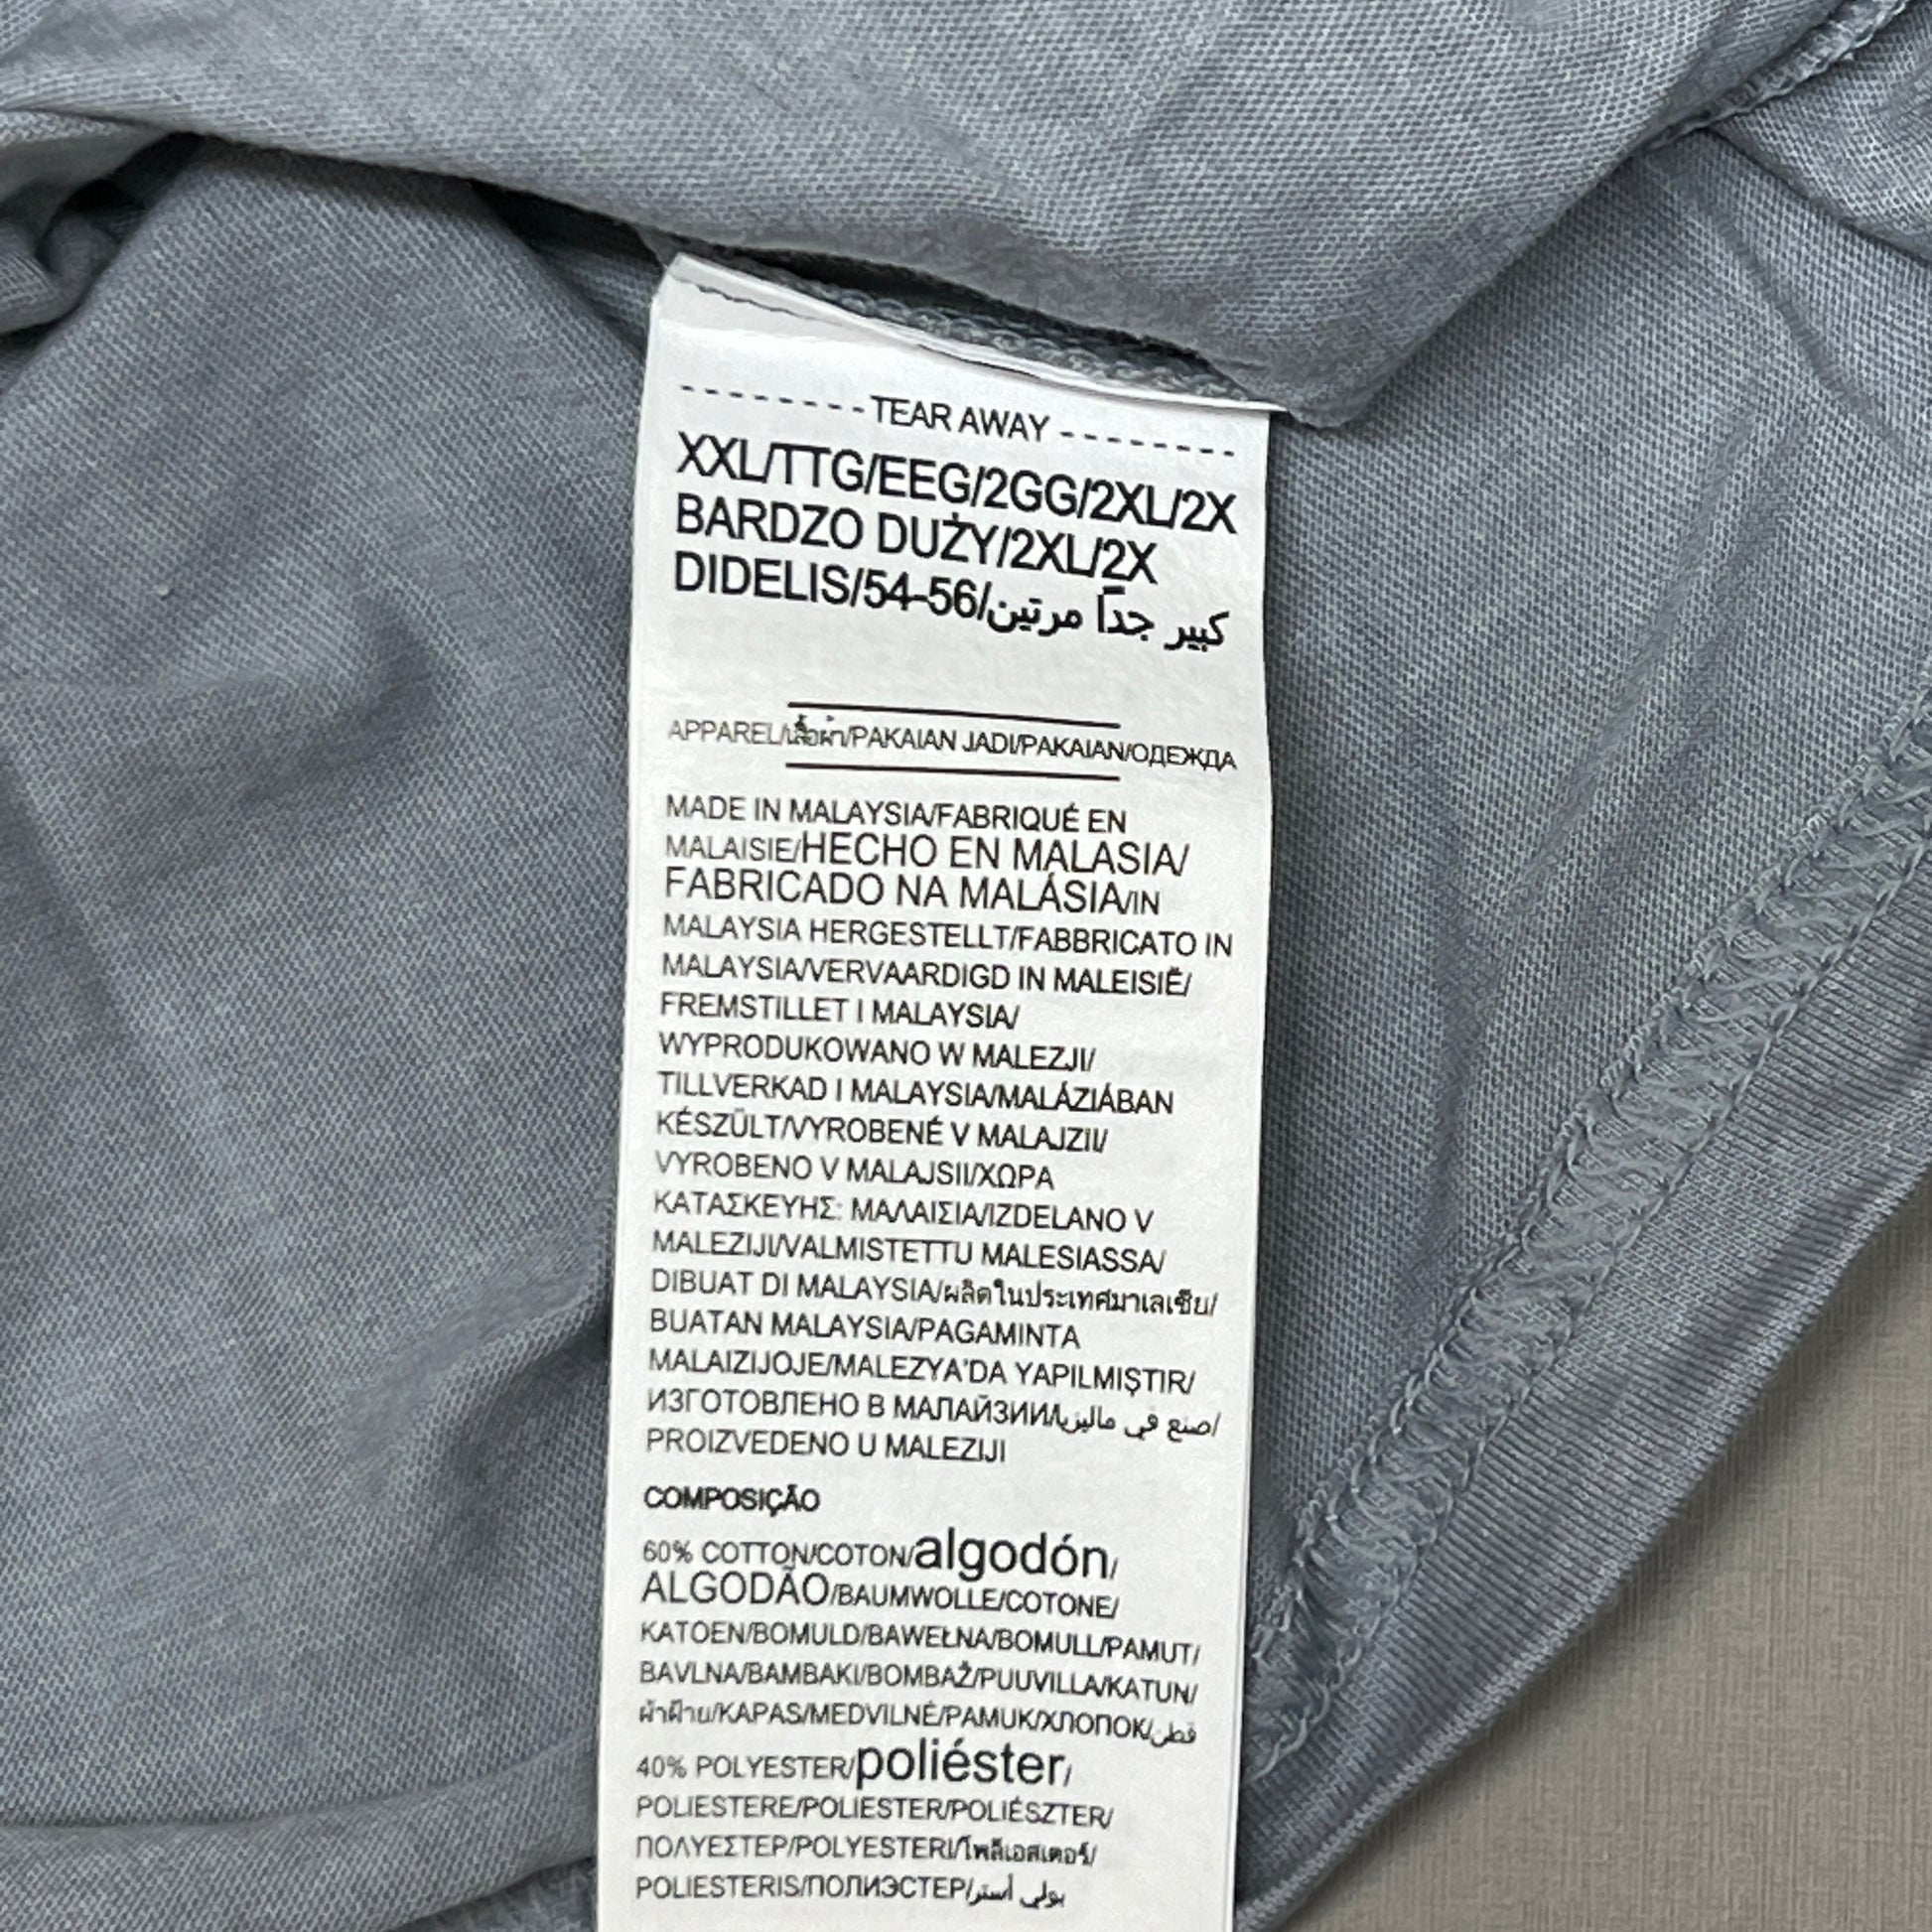 --------TEAR AWAY--------
XXL/TTG/EEG/2GG/2XL/2X
BARDZO DUŻY/2XL/2X
DIDELIS/54-56/كبير جداً مرتين
APPAREL/เสื้อผ้า/PAKAIAN JADI/PAKAIAN/ОДЕЖДА
MADE IN MALAYSIA/FABRIQUÉ EN
MALAISIE/HECHO EN MALASIA/
FABRICADO NA MALÁSIA/IN
MALAYSIA HERGESTELLT/FABBRICATO IN
MALAYSIA/VERVAARDIGD IN MALEISIË/
FREMSTILLET I MALAYSIA/
WYPRODUKOWANO W MALEZJI/
TILLVERKAD I MALAYSIA/MALÁZIÁBAN
KÉSZÜLT/VYROBENÉ V MALAJZII/
VYROBENO V MALAJSII/ΧΩΡΑ
ΚΑΤΑΣΚΕΥΗΣ: ΜΑΛΑΙΣΙΑ/IZDELANO V
MALEZIJI/VALMISTETTU MALESIASSA/
DIBUAT DI MALAYSIA/ผลิตในประเทศมาเลเซีย/
BUATAN MALAYSIA/PAGAMINTA
MALAIZIJOJE/MALEZYA'DA YAPILMIŞTIR/
ИЗГОТОВЛЕНО В МАЛАЙЗИИ/صنع في ماليزيا/
PROIZVEDENO U MALEZIJI
COMPOSIÇÃO
60% COTTON/COTON/algodón/
ALGODÃO/BAUMWOLLE/COTONE/
KATOEN/BOMULD/BAWEŁNA/BOMULL/PAMUT/
BAVLNA/BAMBAKI/BOMBAŽ/PUUVILLA/KATUN/
ผ้าฝ้าย/KAPAS/MEDVILNĖ/PAMUK/ХЛОПОК/قطن
40% POLYESTER/poliéster/
POLIESTERE/POLIESTER/POLIÉSZTER/
ΠΟΛΥΕΣΤΕΡ/POLYESTERI/โพลีเอสเตอร์/
POLIESTERIS/ПОЛИЭСТЕР/بولي أستر